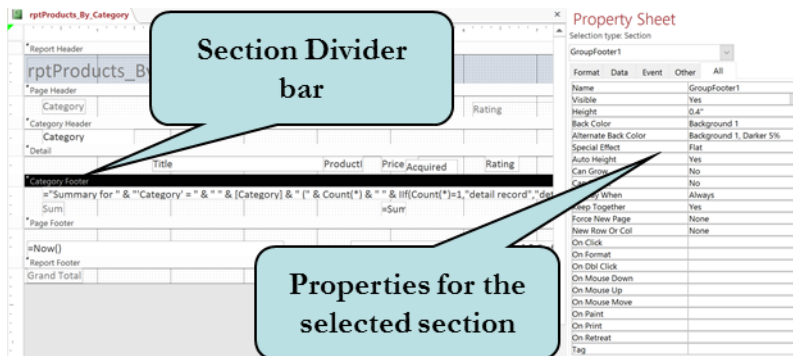 rptProducts_By_Category
Report Header
rptProducts_B
Page Header
Category
Rating
Category Header
Category
Detail
Title
Price
Acquired
Rating
Category Footer
="Summary for " & "'Category' = " & " " & [Category] & " (" & Count(*) & " " & IIf(Count(*)=1,"detail record","det
Sum
=Sum
Page Footer
=Now()
Report Footer
Grand Total
Section Divider
bar
Properties for the
selected section
Property Sheet
Selection type: Section
GroupFooter1
Format Data Event Other All
Name GroupFooter1
Visible Yes
Height 0.4"
Back Color Background 1
Alternate Back Color Background 1, Darker 5%
Special Effect Flat
Auto Height Yes
Can Grow No
No
When Always
Keep Together Yes
Force New Page None
New Row Or Col None
On Click
On Format
On Dbl Click
On Mouse Down
On Mouse Up
On Mouse Move
On Paint
On Print
On Retreat
Tag